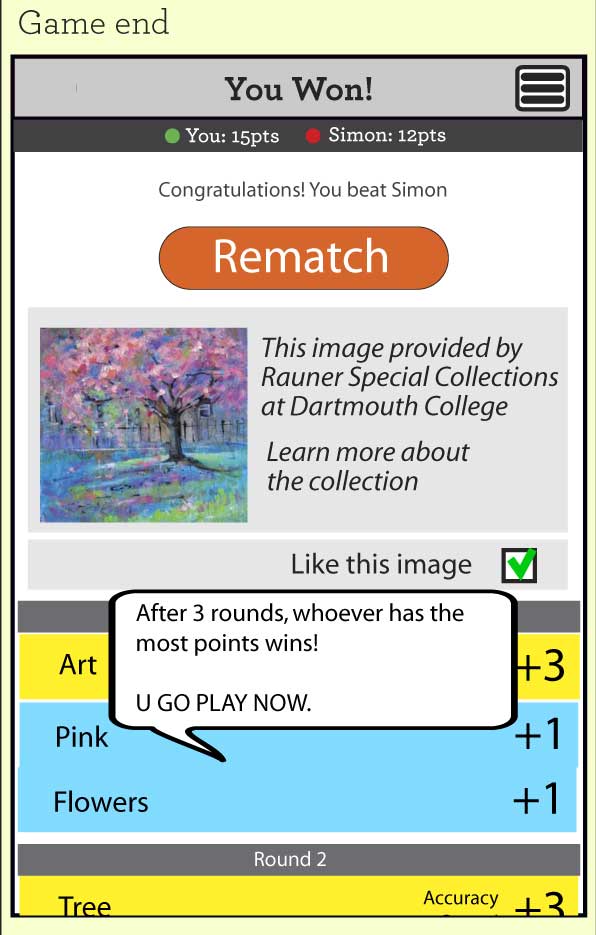 Game end
You Won!
You: 15pts Simon: 12pts
Congratulations! You beat Simon
Rematch
This image provided by
Rauner Special Collections
at Dartmouth College
Learn more about
the collection
Like this image
After 3 rounds, whoever has the
most points wins!
U GO PLAY NOW.
Art +3
Pink +1
Flowers +1
Round 2
Tree Accuracy +3